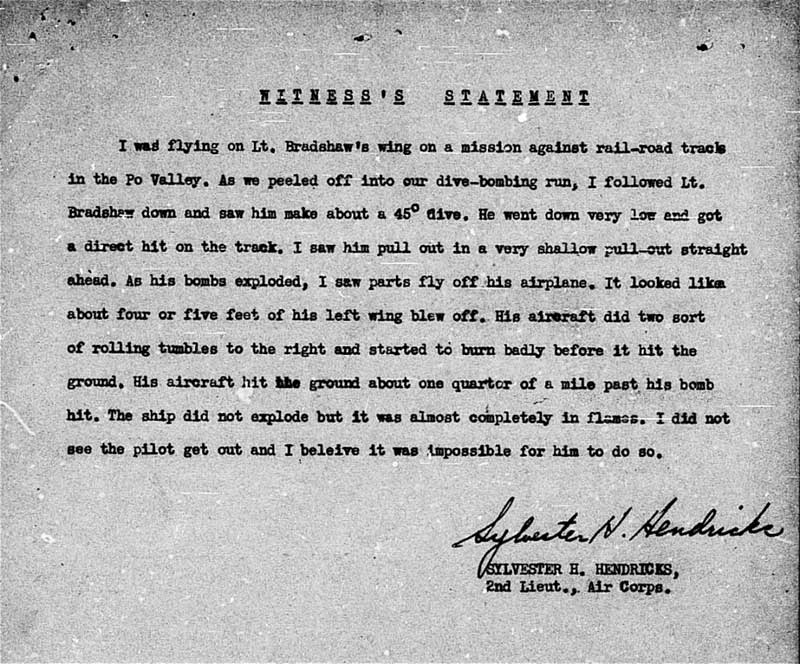 WITNESS'S STATEMENT
I was flying on Lt. Bradshaw's wing on a mission against rail-road track
in the Po Valley. As we peeled off into our dive-bombing run, I followed Lt.
Bradshaw down and saw him make about a 45° dive. He went down very low and got
a direct hit on the track. I saw him pull out in a very shallow pull-out straight
ahead. As his bombs exploded, I saw parts fly off his airplane. It looked like
about four or five feet of his left wing blew off. His aircraft did two sort
of rolling tumbles to the right and started to burn badly before it hit the
ground. His aircraft hit the ground about one quarter of a mile past his bomb
hit. The ship did not explode but it was almost completely in flames. I did not
see the pilot get out and I beleive it was impossible for him to do so.
Sylvester H. Hendricks
SYLVESTER H. HENDRICKS,
2nd Lieut., Air Corps.